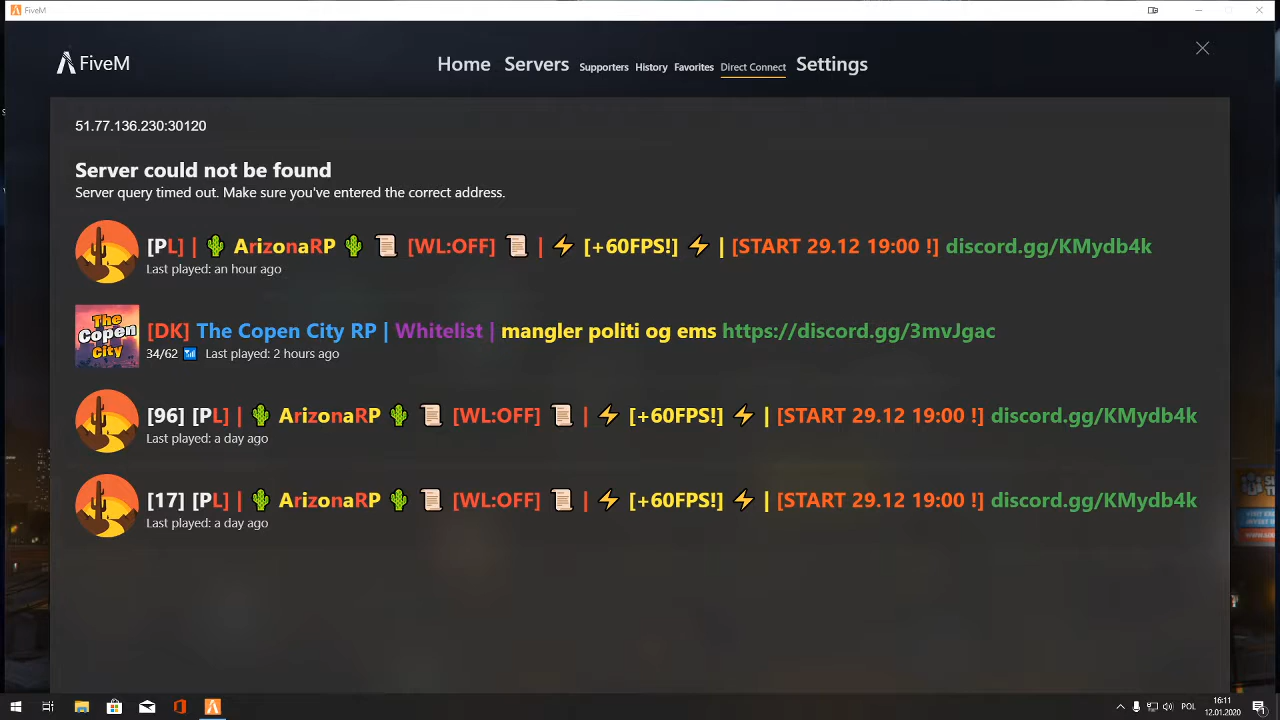 FiveM
FiveM
Home Servers Supporters History Favorites Direct Connect Settings
51.77.136.230:30120
Server could not be found
Server query timed out. Make sure you've entered the correct address.
[PL] | 🌵 ArizonaRP 🌵 📜 [WL:OFF] 📜 | ⚡ [+60FPS!] ⚡ | [START 29.12 19:00 !] discord.gg/KMydb4k
Last played: an hour ago
The Copen City
[DK] The Copen City RP | Whitelist | mangler politi og ems https://discord.gg/3mvJgac
34/62 📶 Last played: 2 hours ago
[96] [PL] | 🌵 ArizonaRP 🌵 📜 [WL:OFF] 📜 | ⚡ [+60FPS!] ⚡ | [START 29.12 19:00 !] discord.gg/KMydb4k
Last played: a day ago
[17] [PL] | 🌵 ArizonaRP 🌵 📜 [WL:OFF] 📜 | ⚡ [+60FPS!] ⚡ | [START 29.12 19:00 !] discord.gg/KMydb4k
Last played: a day ago
POL
16:11
12.01.2020